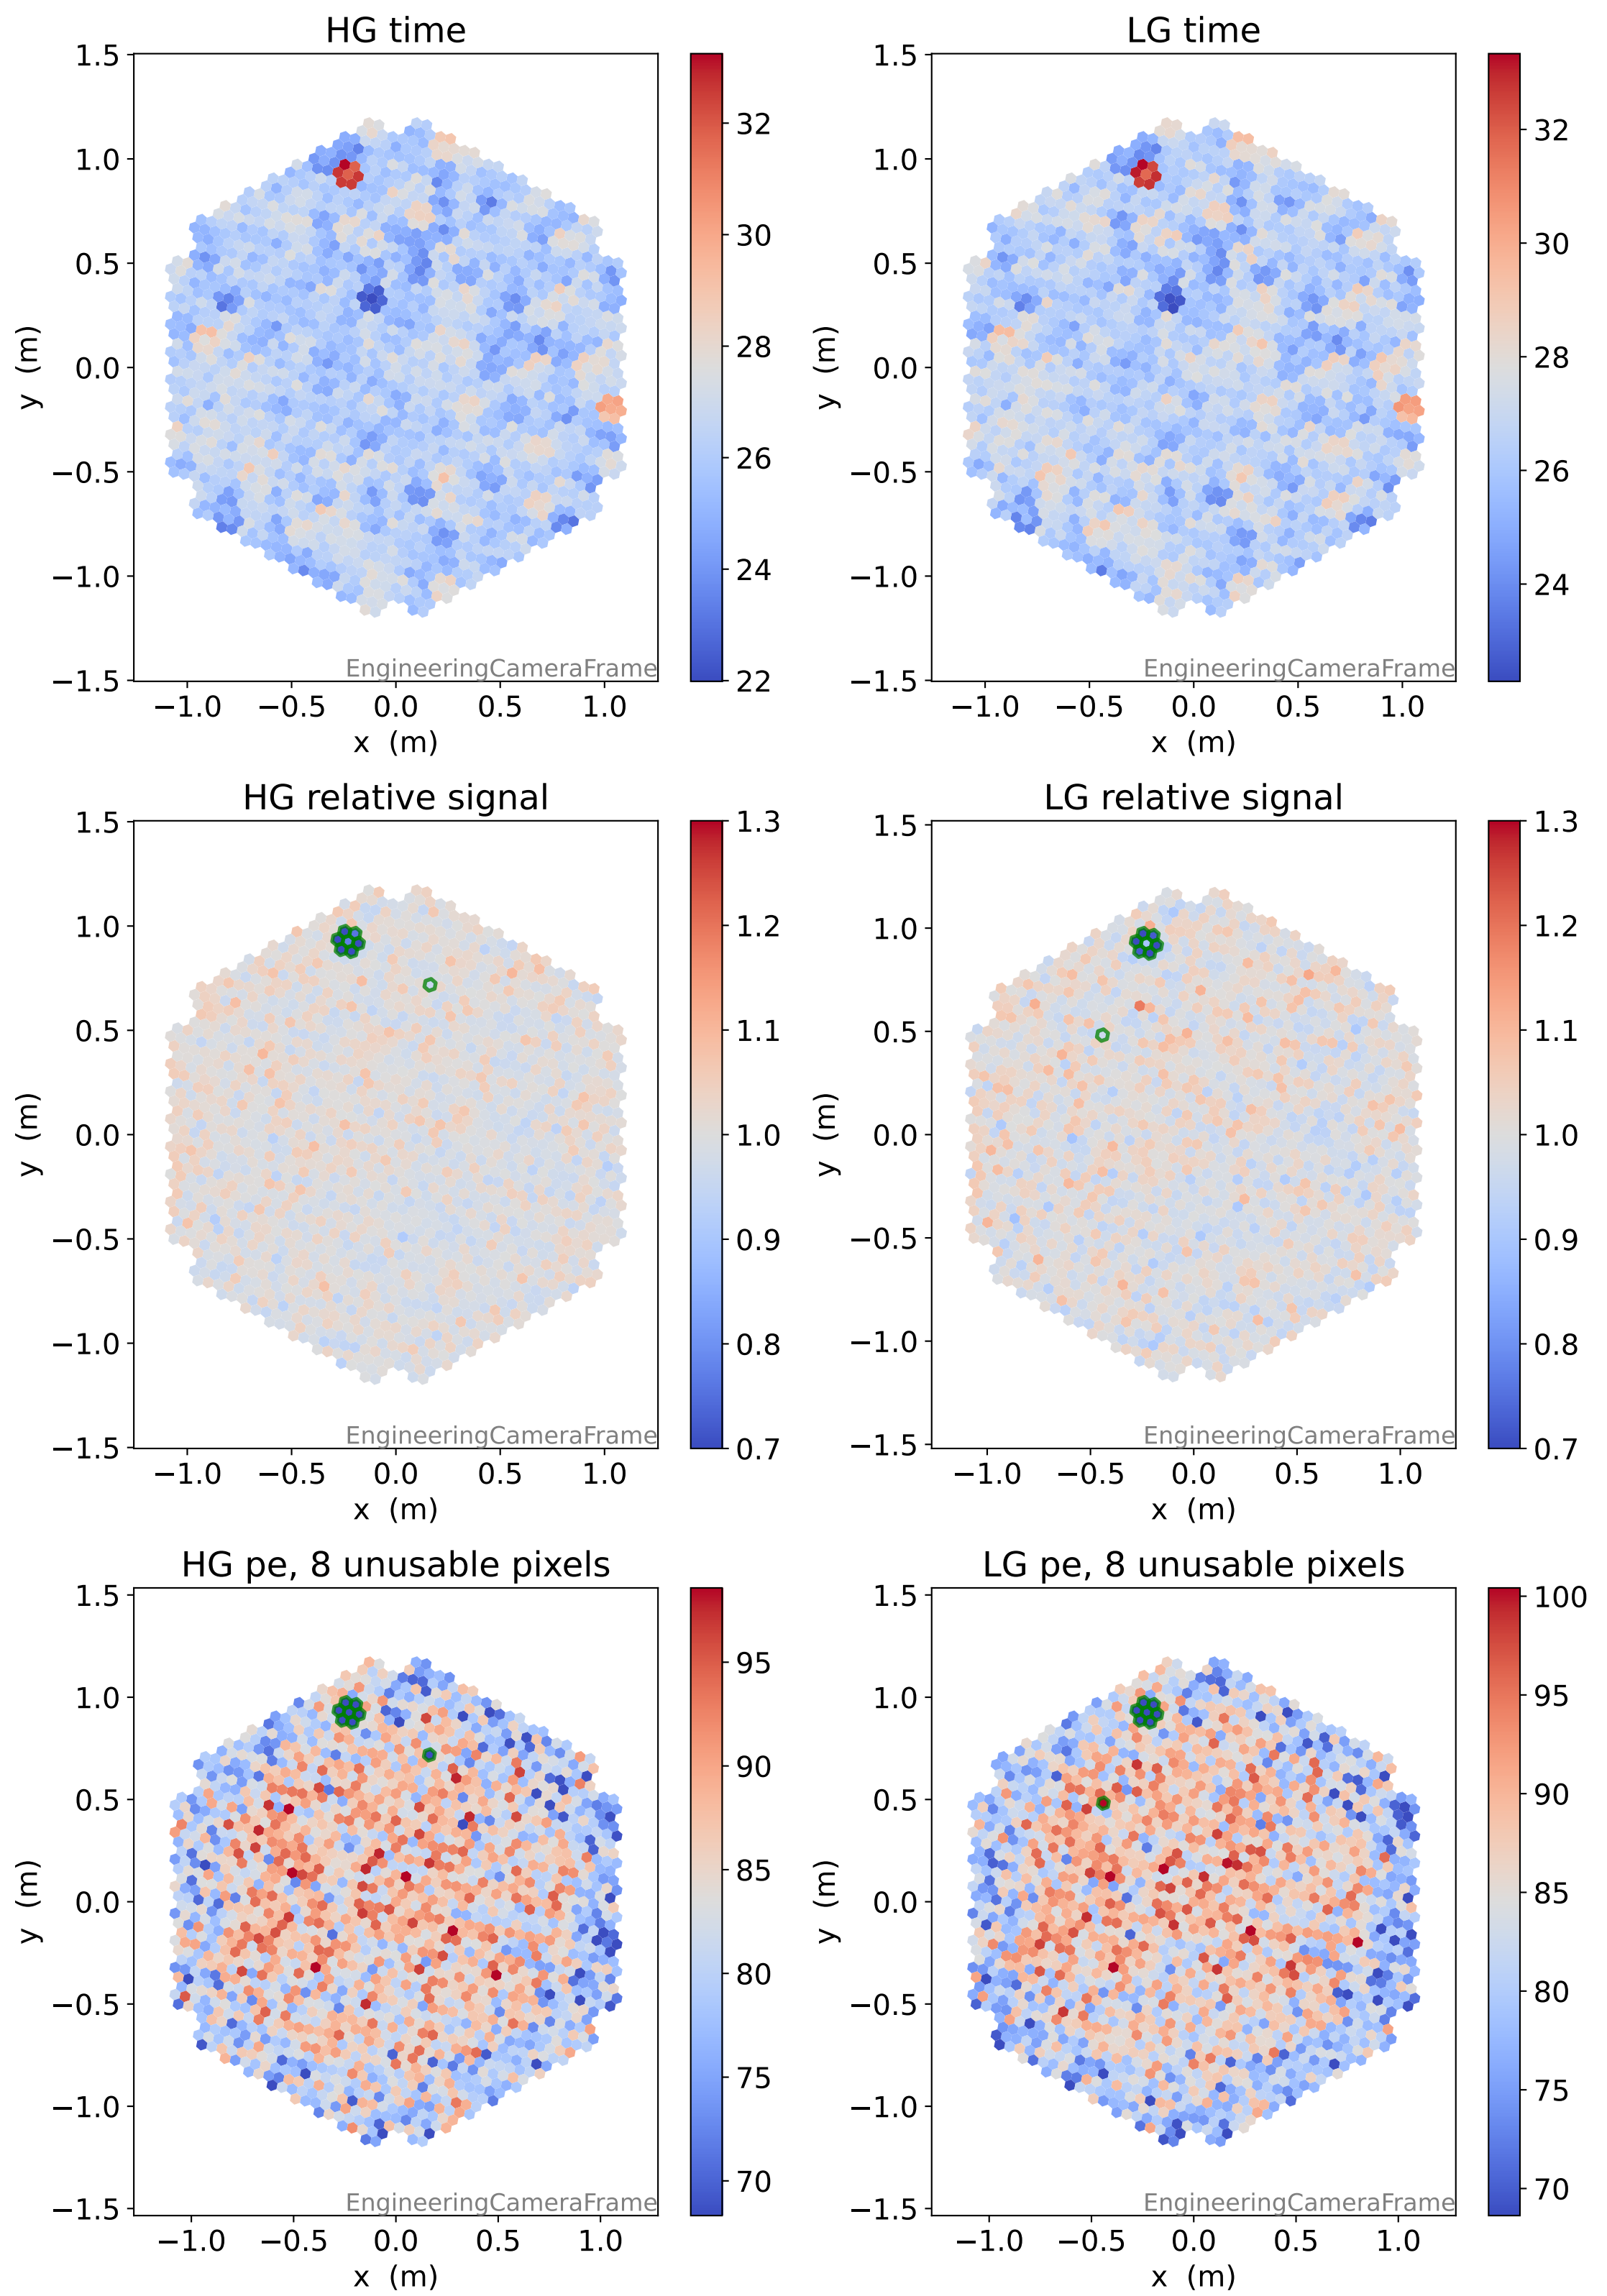 HG time
LG time
1.5
1.0
0.5
0.0
−0.5
−1.0
−1.5
y (m)
−1.0 −0.5 0.0 0.5 1.0
x (m)
EngineeringCameraFrame
32
30
28
26
24
22
1.5
1.0
0.5
0.0
−0.5
−1.0
−1.5
y (m)
−1.0 −0.5 0.0 0.5 1.0
x (m)
EngineeringCameraFrame
32
30
28
26
24
HG relative signal
LG relative signal
1.5
1.0
0.5
0.0
−0.5
−1.0
−1.5
y (m)
−1.0 −0.5 0.0 0.5 1.0
x (m)
EngineeringCameraFrame
1.3
1.2
1.1
1.0
0.9
0.8
0.7
1.5
1.0
0.5
0.0
−0.5
−1.0
−1.5
y (m)
−1.0 −0.5 0.0 0.5 1.0
x (m)
EngineeringCameraFrame
1.3
1.2
1.1
1.0
0.9
0.8
0.7
HG pe, 8 unusable pixels
LG pe, 8 unusable pixels
1.5
1.0
0.5
0.0
−0.5
−1.0
−1.5
y (m)
−1.0 −0.5 0.0 0.5 1.0
x (m)
EngineeringCameraFrame
95
90
85
80
75
70
1.5
1.0
0.5
0.0
−0.5
−1.0
−1.5
y (m)
−1.0 −0.5 0.0 0.5 1.0
x (m)
EngineeringCameraFrame
100
95
90
85
80
75
70